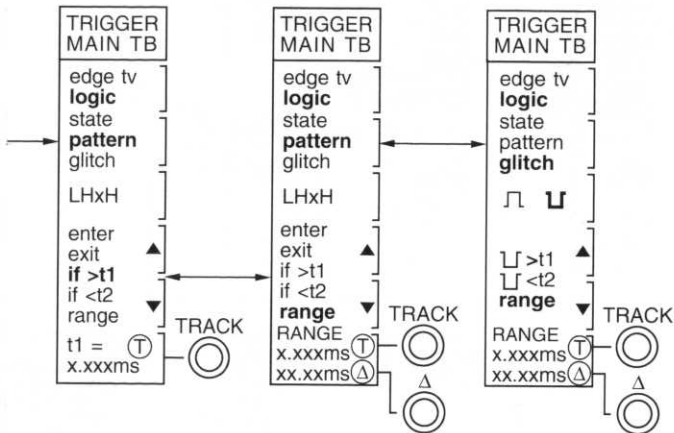 TRIGGER
MAIN TB
edge tv
logic
state
pattern
glitch
LHxH
enter
exit
if >t1
if <t2
range
t1 = T
x.xxxms
TRACK
TRIGGER
MAIN TB
edge tv
logic
state
pattern
glitch
LHxH
enter
exit
if >t1
if <t2
range
RANGE
x.xxxms T
xx.xxms Δ
TRACK
Δ
TRIGGER
MAIN TB
edge tv
logic
state
pattern
glitch
>t1
<t2
range
RANGE
x.xxxms T
xx.xxms Δ
TRACK
Δ